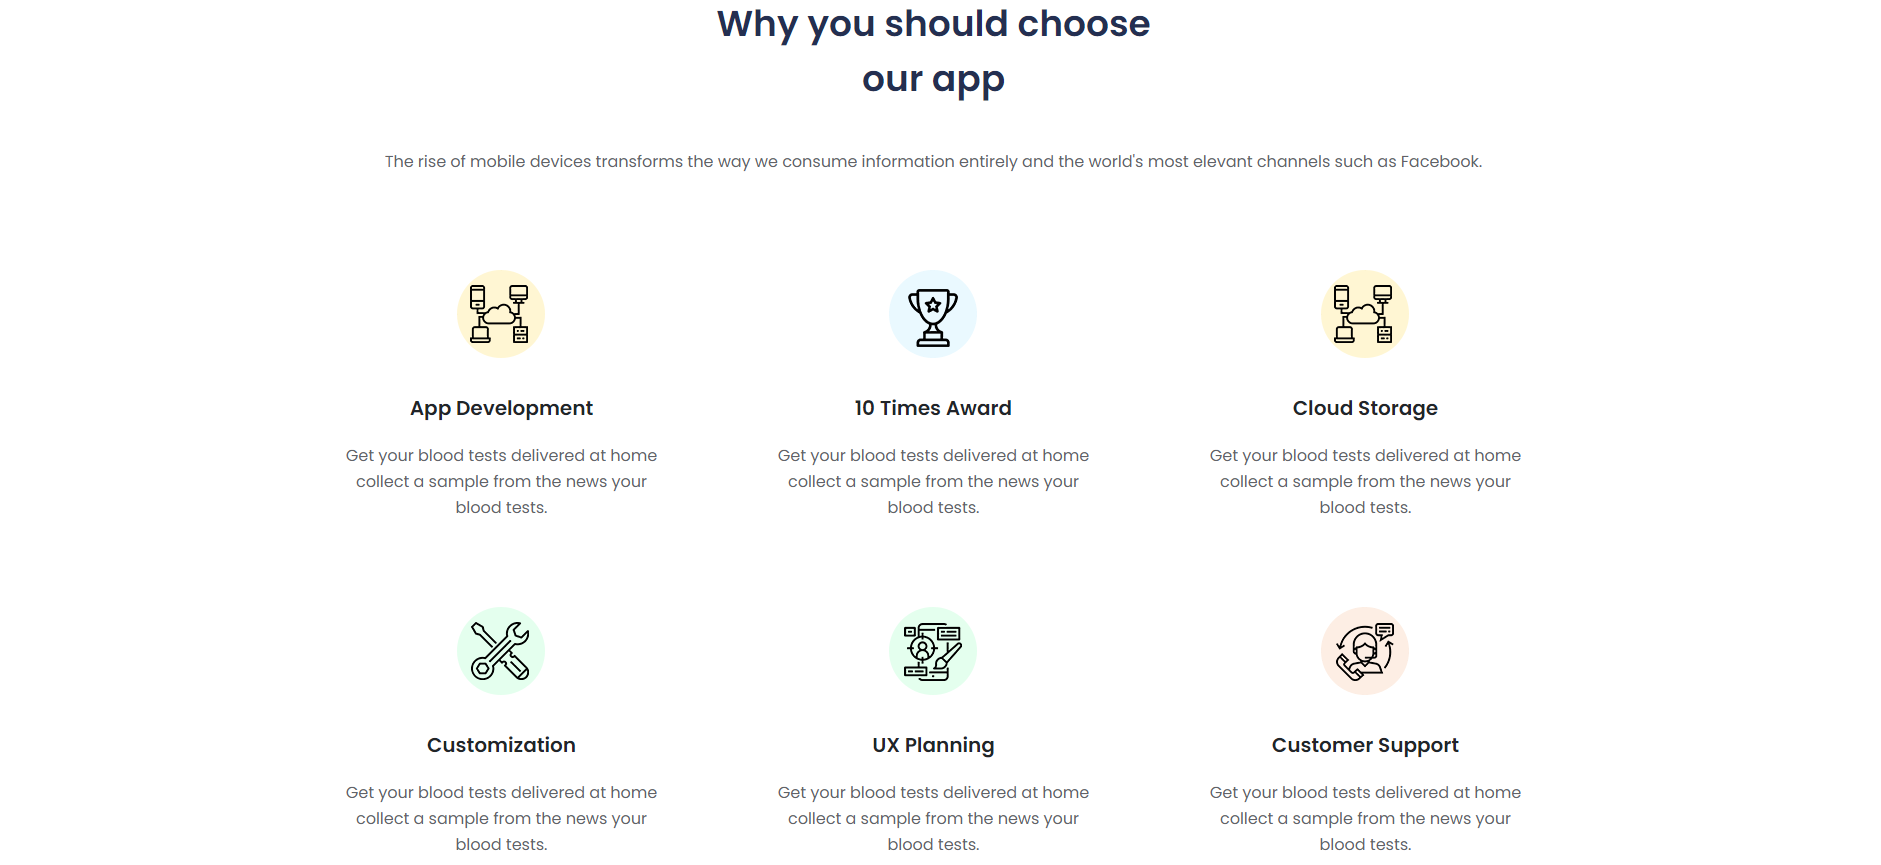 Why you should choose
our app
The rise of mobile devices transforms the way we consume information entirely and the world's most elevant channels such as Facebook.
App Development
Get your blood tests delivered at home
collect a sample from the news your
blood tests.
10 Times Award
Get your blood tests delivered at home
collect a sample from the news your
blood tests.
Cloud Storage
Get your blood tests delivered at home
collect a sample from the news your
blood tests.
Customization
Get your blood tests delivered at home
collect a sample from the news your
blood tests.
UX Planning
Get your blood tests delivered at home
collect a sample from the news your
blood tests.
Customer Support
Get your blood tests delivered at home
collect a sample from the news your
blood tests.